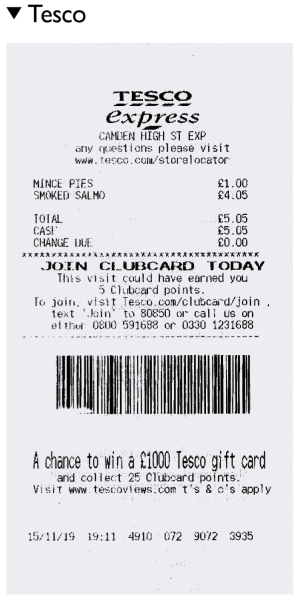 ▼ Tesco
TESCO
express
CAMDEN HIGH ST EXP
any questions please visit
www.tesco.com/storelocator
MINCE PIES £1.00
SMOKED SALMO £4.05
TOTAL £5.05
CASH £5.05
CHANGE DUE £0.00
************************************
JOIN CLUBCARD TODAY
This visit could have earned you
5 Clubcard points.
To join, visit Tesco.com/clubcard/join ,
text 'Join' to 80850 or call us on
either 0800 591688 or 0330 1231688
A chance to win a £1000 Tesco gift card
and collect 25 Clubcard points.
Visit www.tescoviews.com t's & c's apply
15/11/19 19:11 4910 072 9072 3935